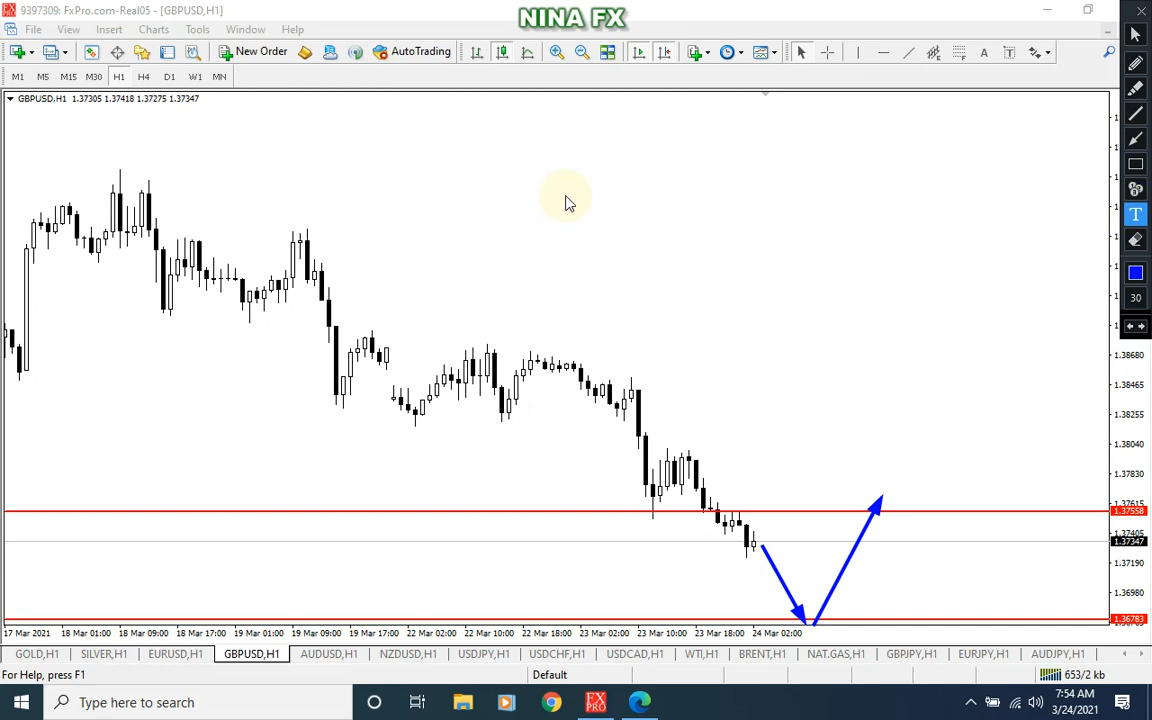 9397309: FxPro.com-Real05 - [GBPUSD,H1]
NINA FX
File View Insert Charts Tools Window Help
New Order AutoTrading A T
M1 M5 M15 M30 H1 H4 D1 W1 MN
GBPUSD,H1 1.37305 1.37418 1.37275 1.37347
T
30
1.38680
1.38465
1.38255
1.38040
1.37830
1.37615
1.37558
1.37405
1.37347
1.37190
1.36980
1.36783
17 Mar 2021 18 Mar 01:00 18 Mar 09:00 18 Mar 17:00 19 Mar 01:00 19 Mar 09:00 19 Mar 17:00 22 Mar 02:00 22 Mar 10:00 22 Mar 18:00 23 Mar 02:00 23 Mar 10:00 23 Mar 18:00 24 Mar 02:00
GOLD,H1 SILVER,H1 EURUSD,H1 GBPUSD,H1 AUDUSD,H1 NZDUSD,H1 USDJPY,H1 USDCHF,H1 USDCAD,H1 WTI,H1 BRENT,H1 NAT.GAS,H1 GBPJPY,H1 EURJPY,H1 AUDJPY,H1
For Help, press F1 Default 653/2 kb
Type here to search FX PRO 7:54 AM
3/24/2021